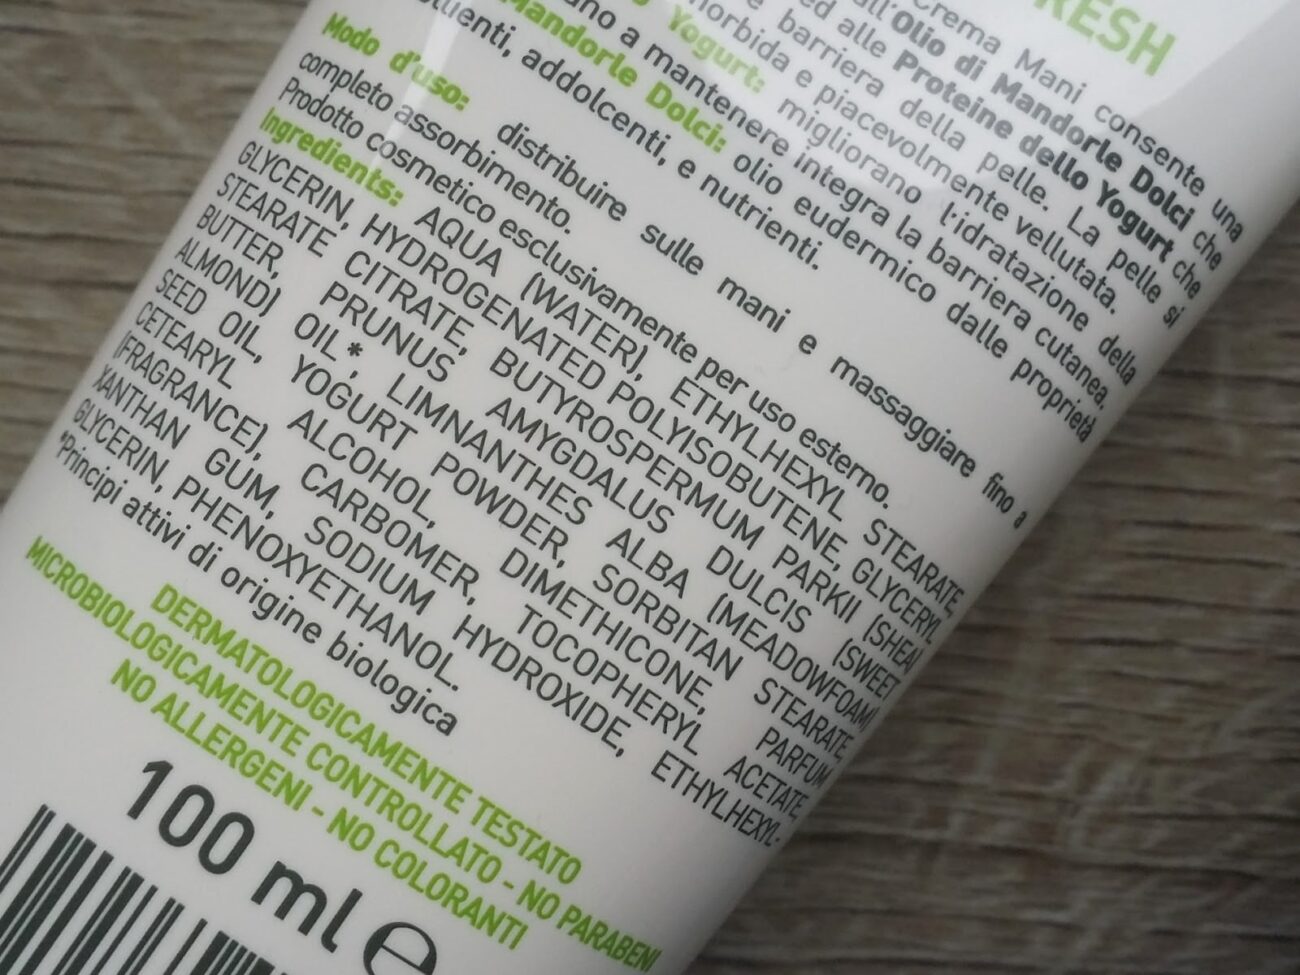 FRESH
Crema Mani consente una
all'Olio di Mandorle Dolci che
ed alle Proteine dello Yogurt che
barriera della pelle. La pelle si
morbida e piacevolmente vellutata.
Yogurt: migliorano l'idratazione della
a mantenere integra la barriera cutanea.
Mandorle Dolci: olio eudermico dalle proprietà
addolcenti, e nutrienti.
Modo d'uso: distribuire sulle mani e massaggiare fino a
completo assorbimento.
Prodotto cosmetico esclusivamente per uso esterno.
Ingredients: AQUA (WATER), ETHYLHEXYL STEARATE,
GLYCERIN, HYDROGENATED POLYISOBUTENE, GLYCERYL
STEARATE CITRATE, BUTYROSPERMUM PARKII (SHEA)
BUTTER, PRUNUS AMYGDALUS DULCIS (SWEET
ALMOND) OIL*, LIMNANTHES ALBA (MEADOWFOAM)
SEED OIL, YOGURT POWDER, SORBITAN STEARATE,
CETEARYL ALCOHOL, DIMETHICONE, PARFUM
(FRAGRANCE), CARBOMER, TOCOPHERYL ACETATE,
XANTHAN GUM, SODIUM HYDROXIDE, ETHYLHEXYL-
GLYCERIN, PHENOXYETHANOL.
*Principi attivi di origine biologica
DERMATOLOGICAMENTE TESTATO
MICROBIOLOGICAMENTE CONTROLLATO - NO PARABENI
NO ALLERGENI - NO COLORANTI
100 ml e